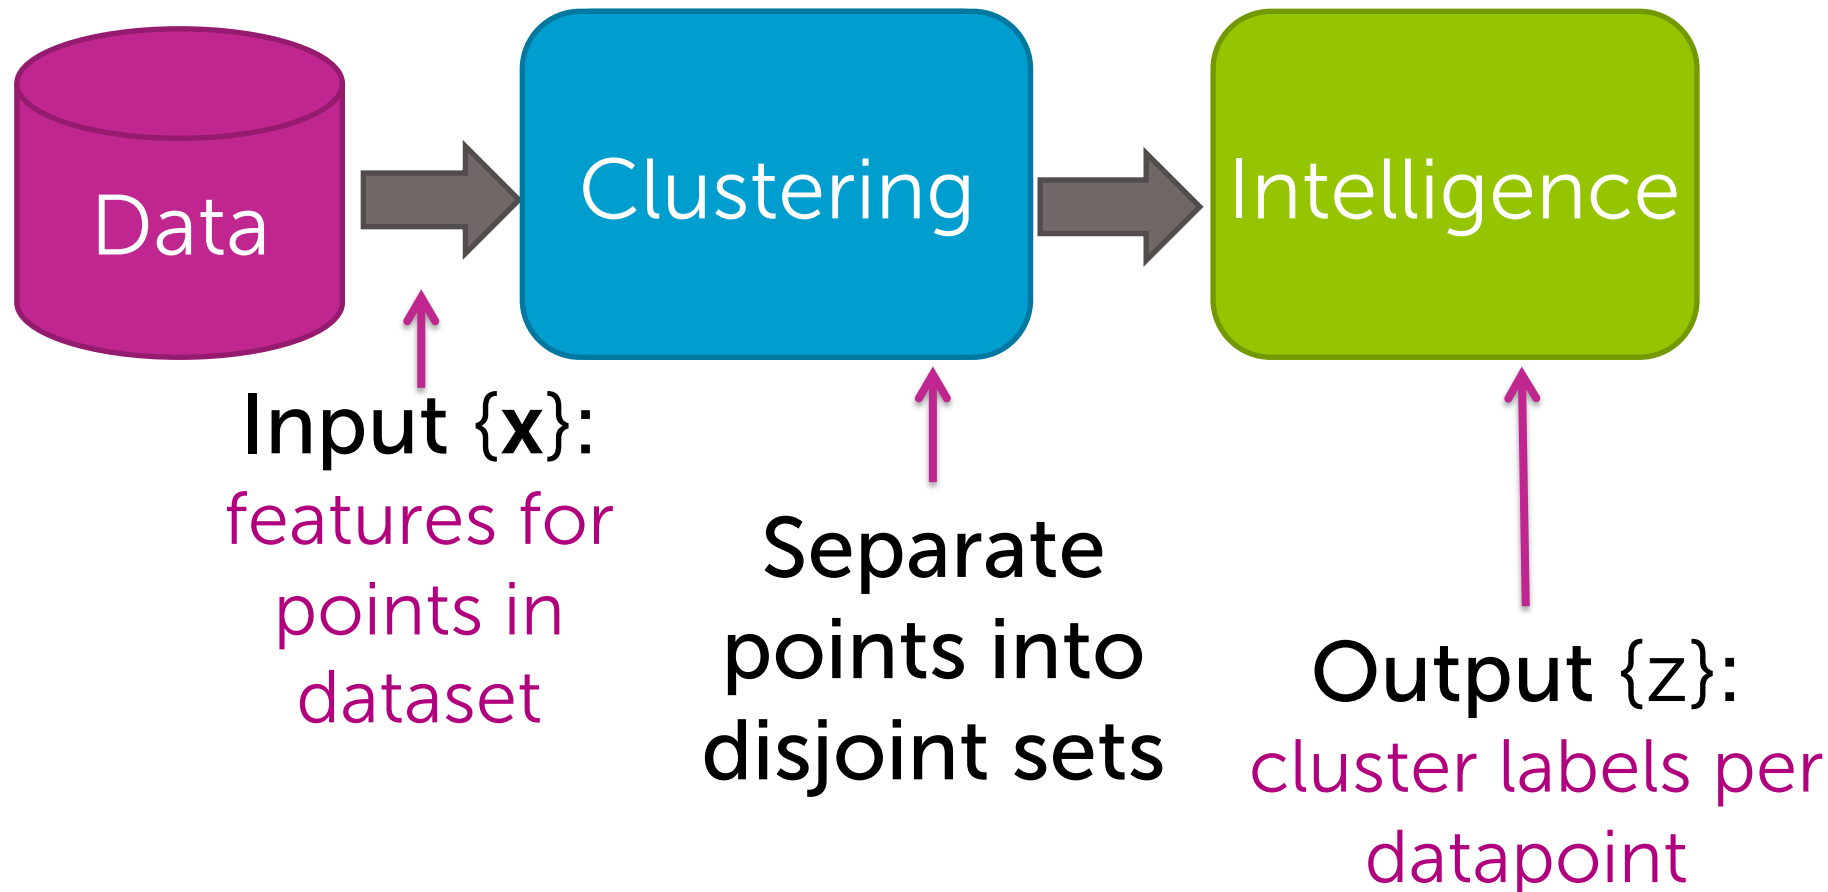 Data
Clustering
Intelligence
Input {x}:
features for
points in
dataset
Separate
points into
disjoint sets
Output {z}:
cluster labels per
datapoint